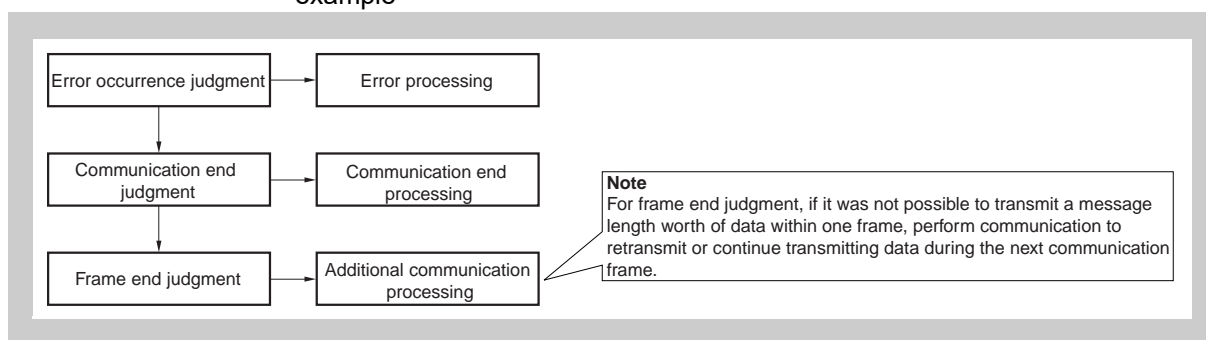 example
Error occurrence judgment
Error processing
Communication end
judgment
Communication end
processing
Note
For frame end judgment, if it was not possible to transmit a message
length worth of data within one frame, perform communication to
retransmit or continue transmitting data during the next communication
frame.
Frame end judgment
Additional communication
processing